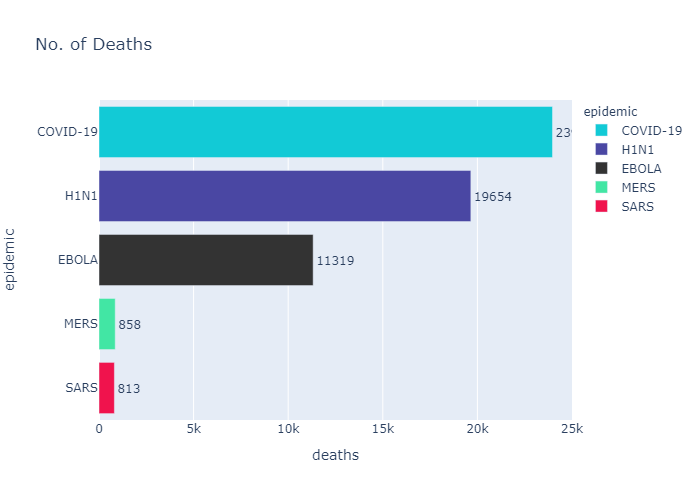 No. of Deaths
epidemic
COVID-19
H1N1
EBOLA
MERS
SARS
19654
11319
858
813
0 5k 10k 15k 20k 25k
deaths
epidemic
COVID-19
H1N1
EBOLA
MERS
SARS